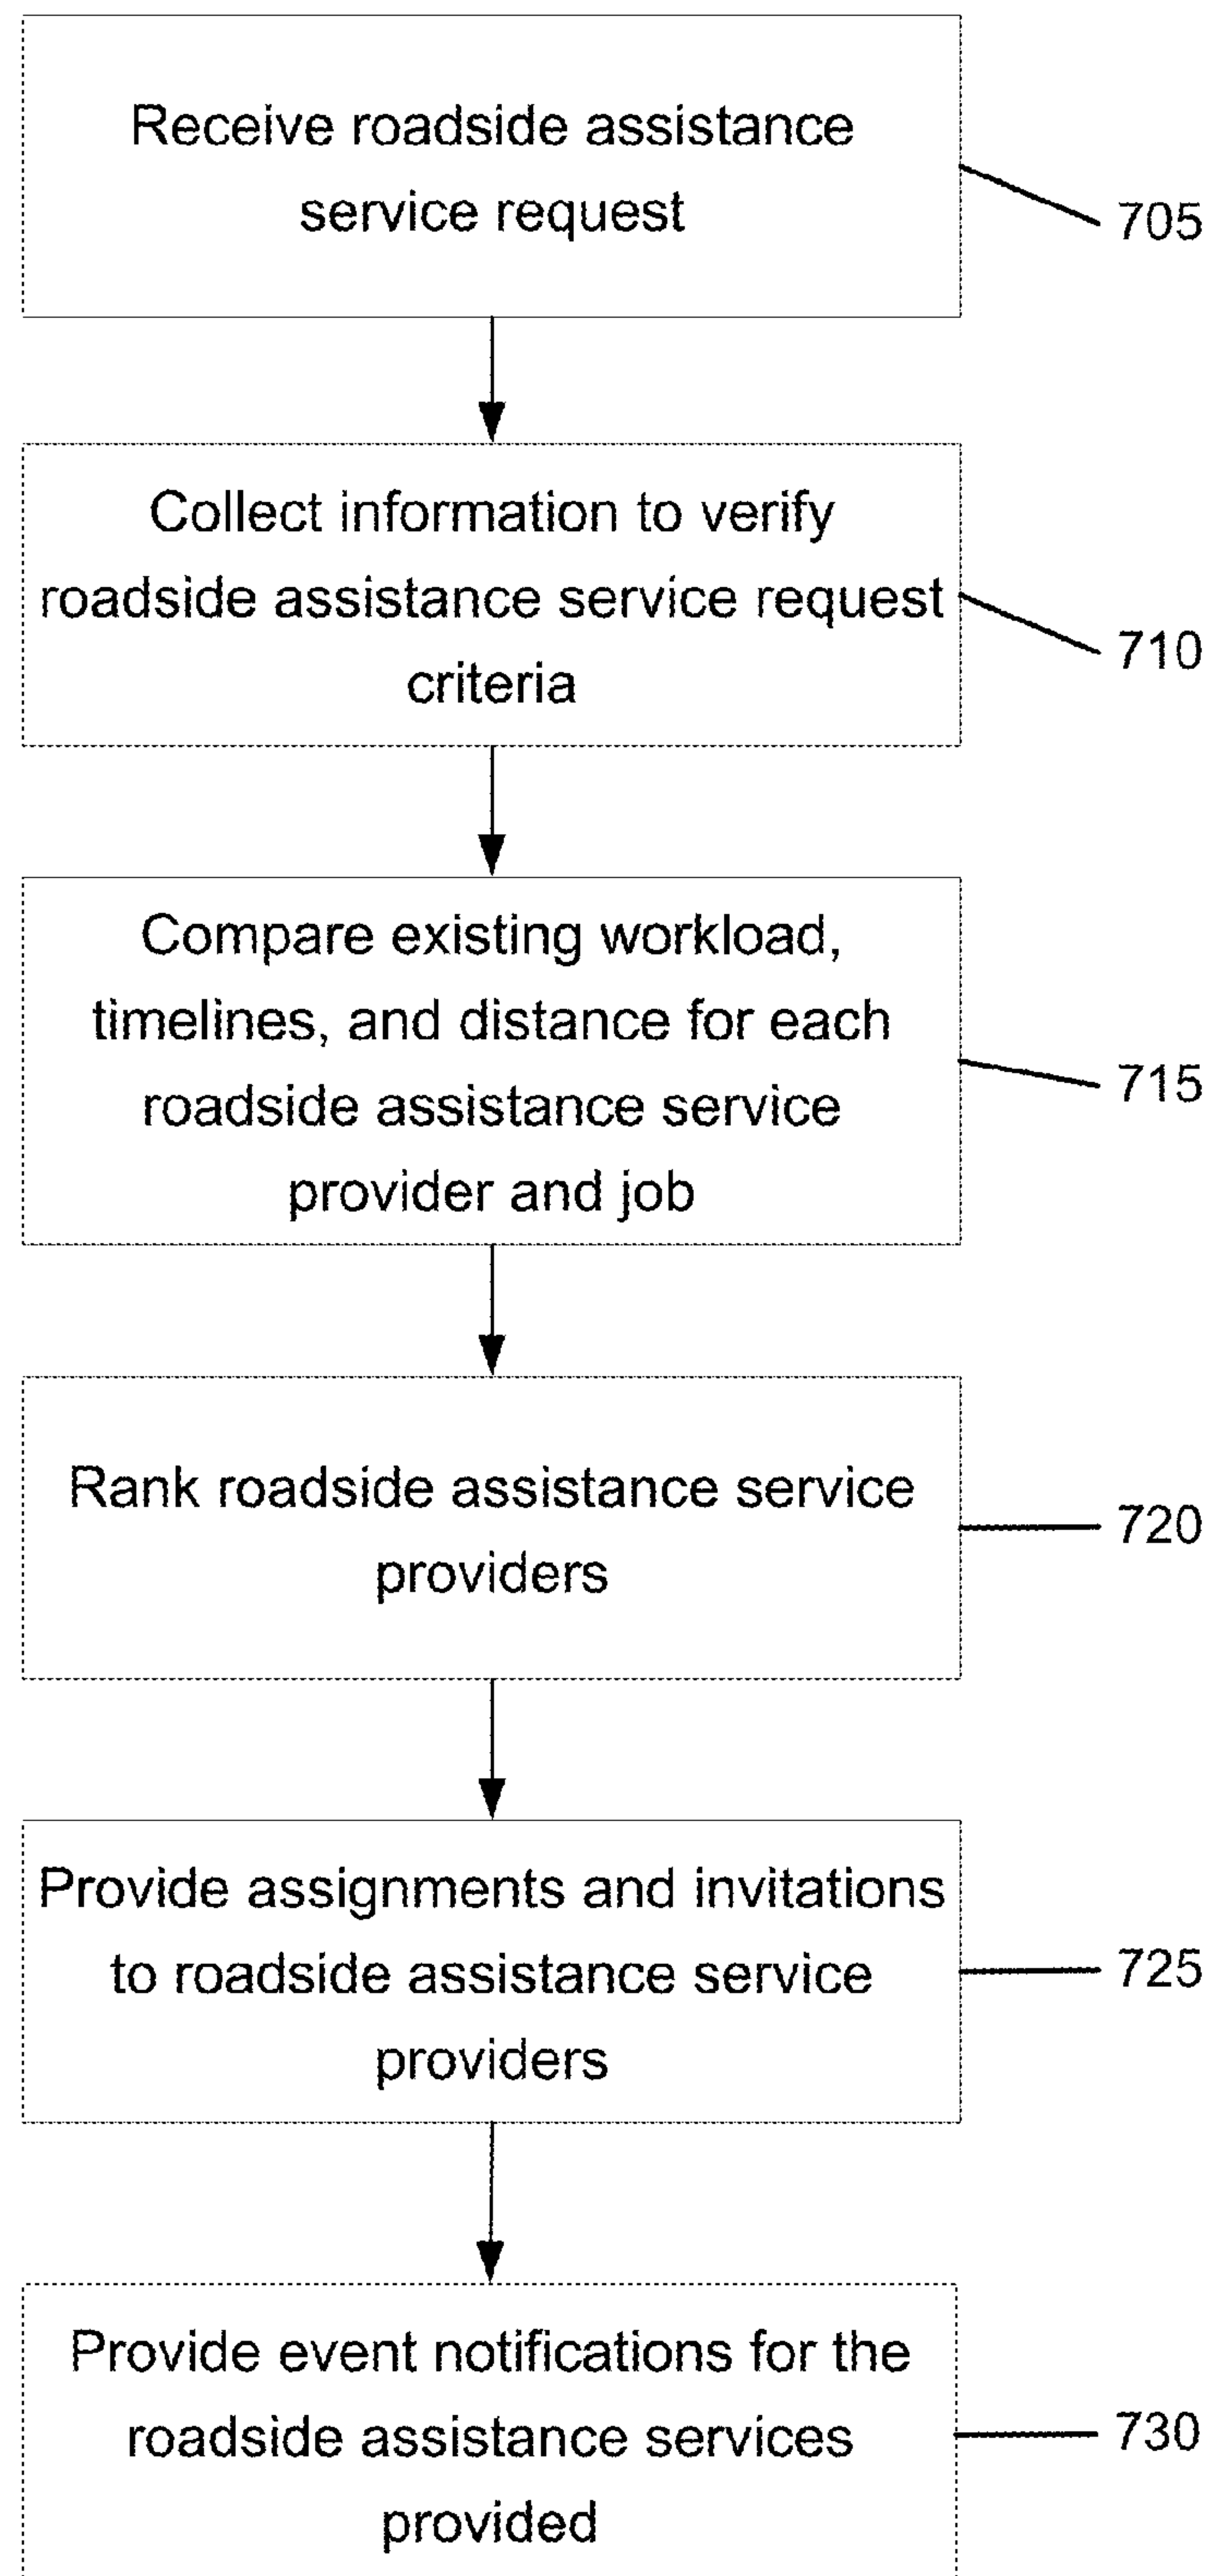 Receive roadside assistance
service request
705
Collect information to verify
roadside assistance service request
criteria
710
Compare existing workload,
timelines, and distance for each
roadside assistance service
provider and job
715
Rank roadside assistance service
providers
720
Provide assignments and invitations
to roadside assistance service
providers
725
Provide event notifications for the
roadside assistance services
provided
730